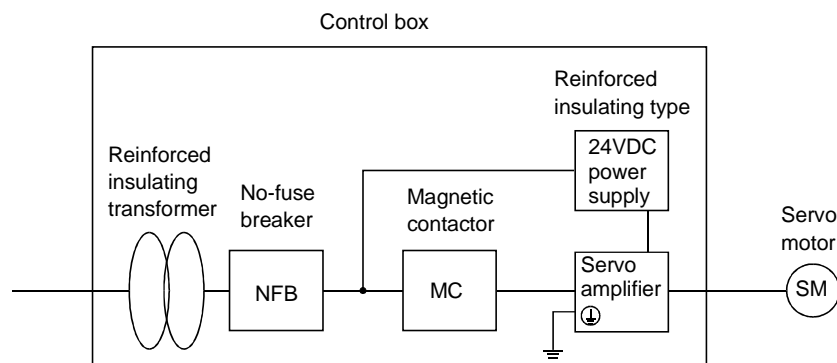 Control box
Reinforced
insulating type
24VDC
power
supply
Reinforced
insulating
transformer
No-fuse
breaker
Magnetic
contactor
Servo
motor
NFB
MC
Servo
amplifier
SM